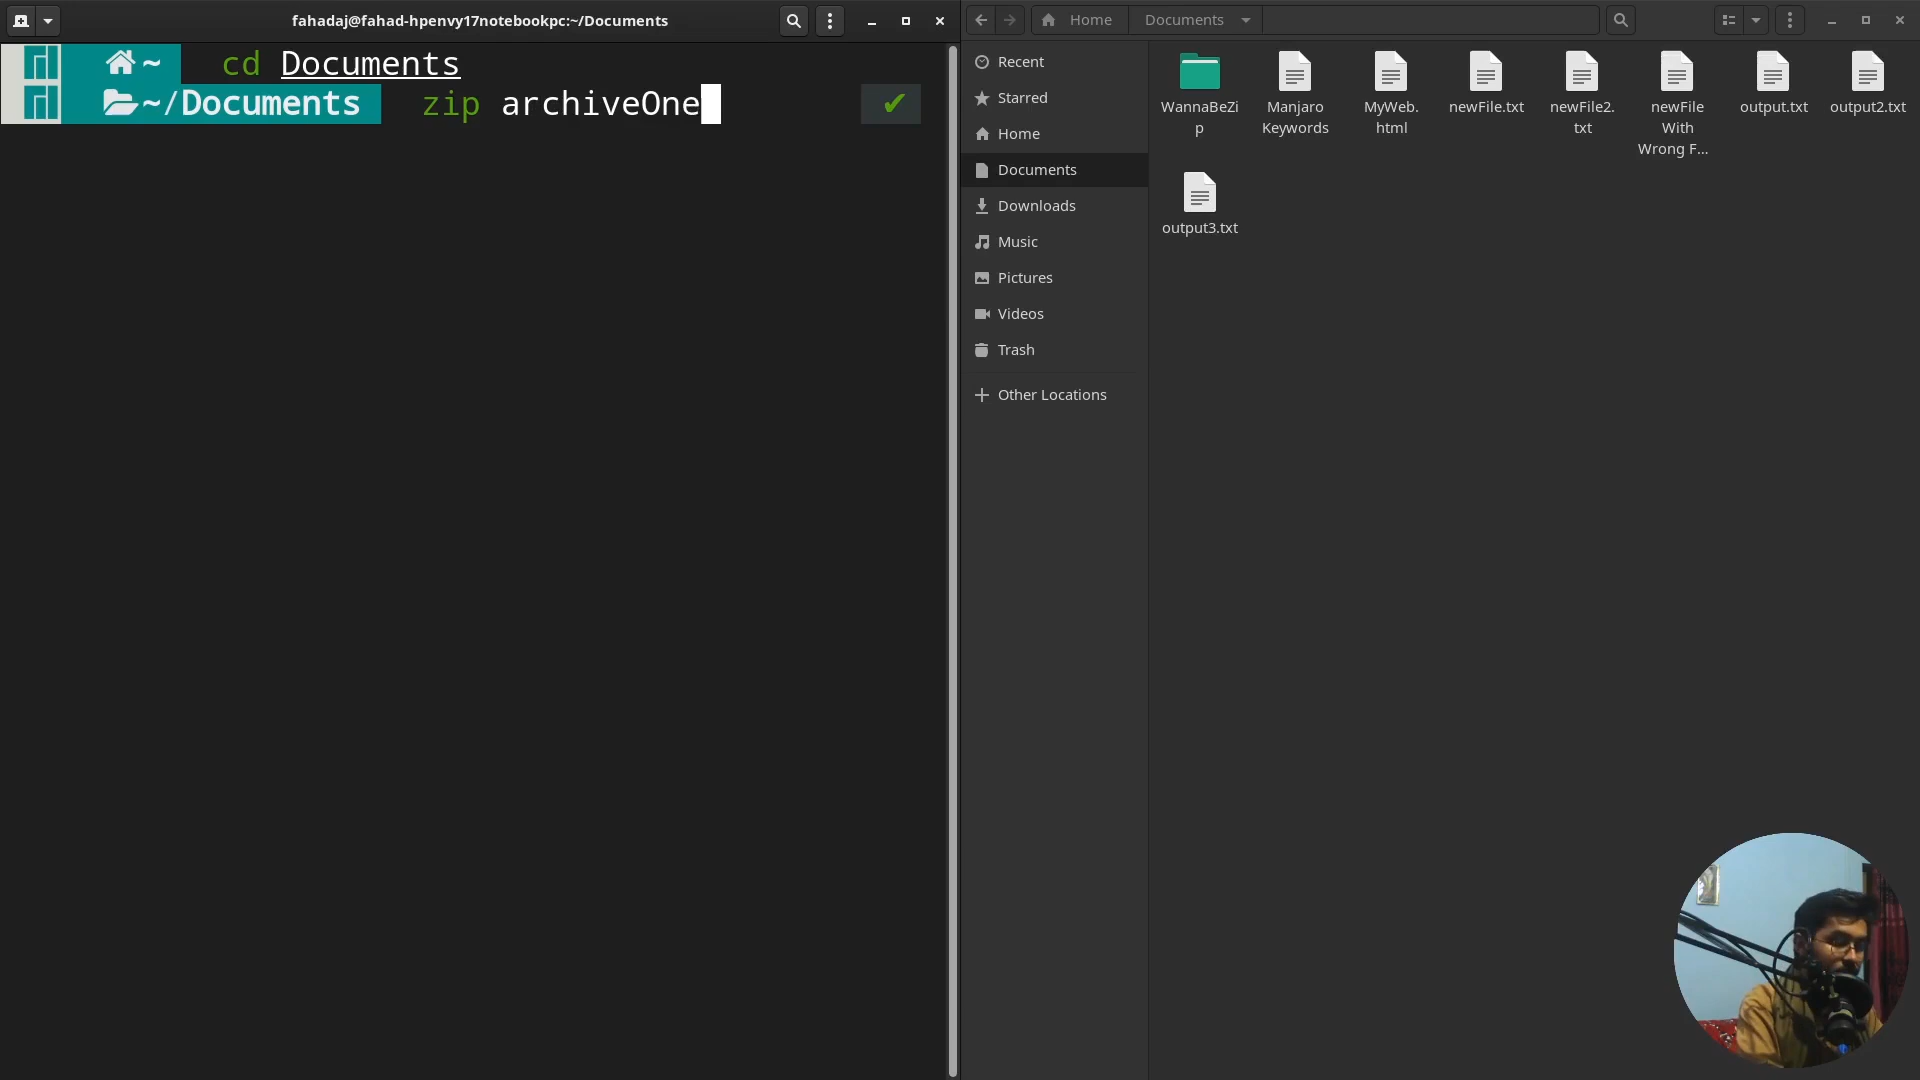 fahadaj@fahad-hpenvy17notebookpc:~/Documents
~ cd Documents
~/Documents zip archiveOne
Home
Documents
Recent
Starred
Home
Documents
Downloads
Music
Pictures
Videos
Trash
Other Locations
WannaBeZi
p
Manjaro
Keywords
MyWeb.
html
newFile.txt
newFile2.
txt
newFile
With
Wrong F...
output.txt
output2.txt
output3.txt